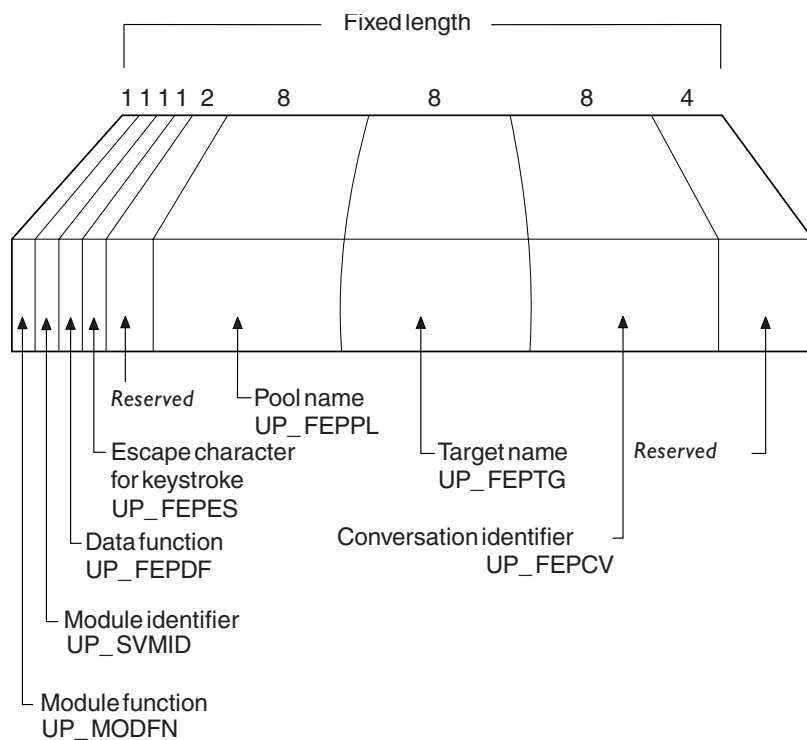 Fixed length
1 1 1 1 2 8 8 8 4
Reserved
Pool name
UP_FEPPL
Escape character
for keystroke
UP_FEPES
Target name
UP_FEPTG
Reserved
Data function
UP_FEPDF
Conversation identifier
UP_FEPCV
Module identifier
UP_SVMID
Module function
UP_MODFN